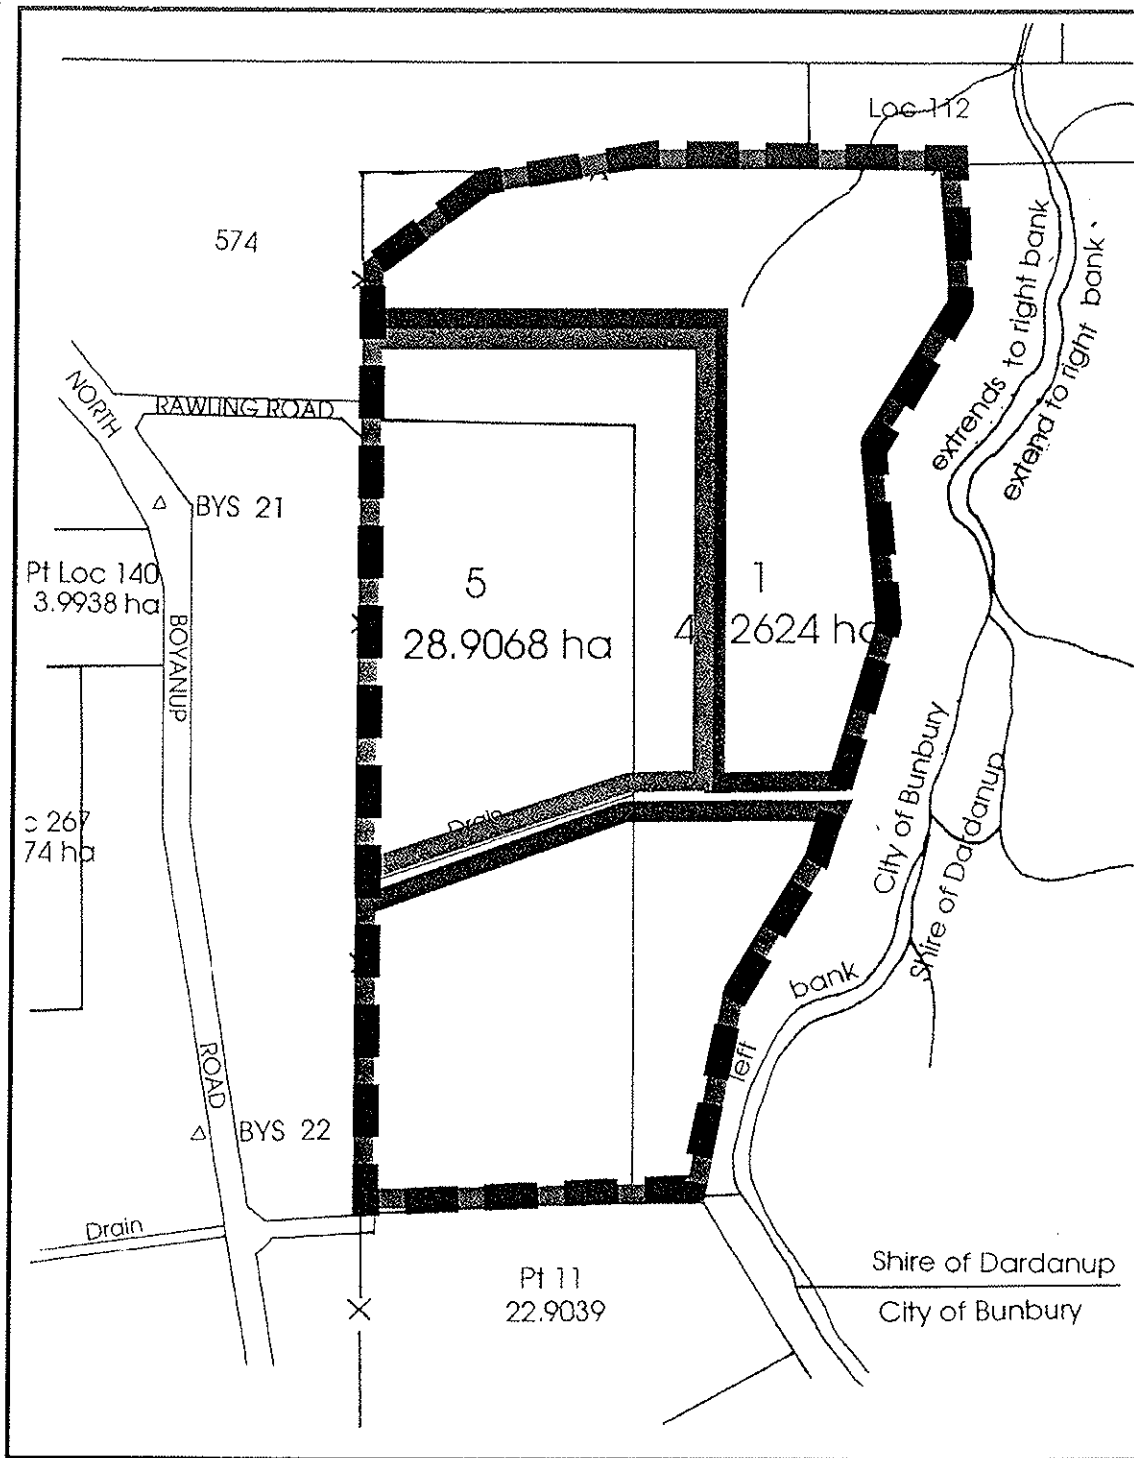 Loc 112
574
extrends to right bank
extend to right bank
NORTH
RAWLING ROAD
BYS 21
Pt Loc 140
3.9938 ha
5
28.9068 ha
1
2624 ha
BOYANUP
267
74 ha
Drain
City of Bunbury
Shire of Dardanup
bank
left
ROAD
BYS 22
Drain
Pt 11
22.9039
Shire of Dardanup
City of Bunbury